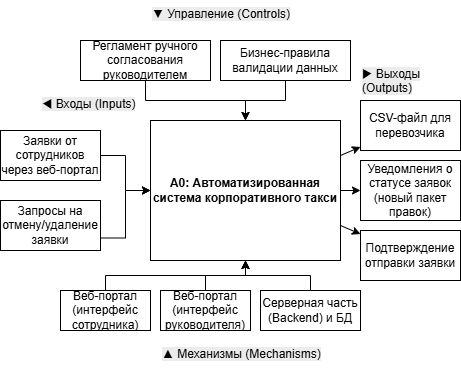 ▼ Управление (Controls)
Регламент ручного
согласования
руководителем
Бизнес-правила
валидации данных
▶ Выходы
(Outputs)
◀ Входы (Inputs)
CSV-файл для
перевозчика
Заявки от
сотрудников
через веб-портал
А0: Автоматизированная
система корпоративного такси
Уведомления о
статусе заявок
(новый пакет
правок)
Запросы на
отмену/удаление
заявки
Подтверждение
отправки заявки
Веб-портал
(интерфейс
сотрудника)
Веб-портал
(интерфейс
руководителя)
Серверная часть
(Backend) и БД
▲ Механизмы (Mechanisms)